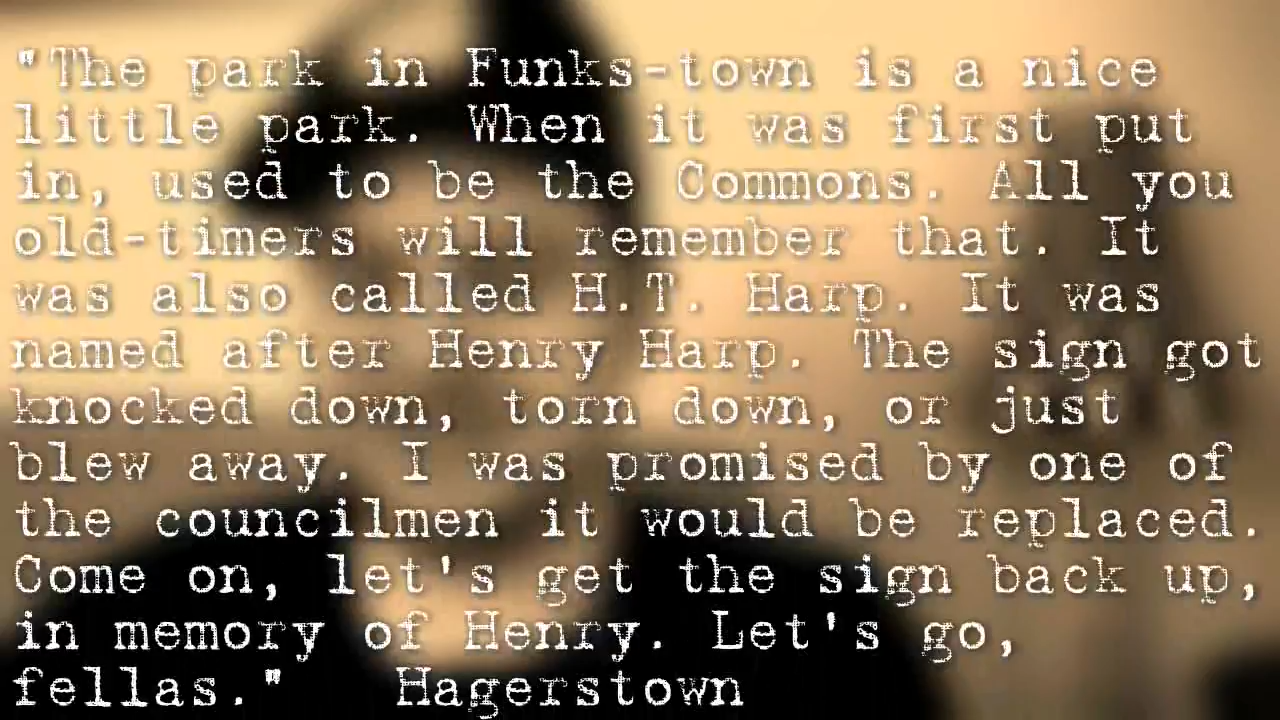 "The park in Funks-town is a nice
little park. When it was first put
in, used to be the Commons. All you
old-timers will remember that. It
was also called H.T. Harp. It was
named after Henry Harp. The sign got
knocked down, torn down, or just
blew away. I was promised by one of
the councilmen it would be replaced.
Come on, let's get the sign back up,
in memory of Henry. Let's go,
fellas." Hagerstown